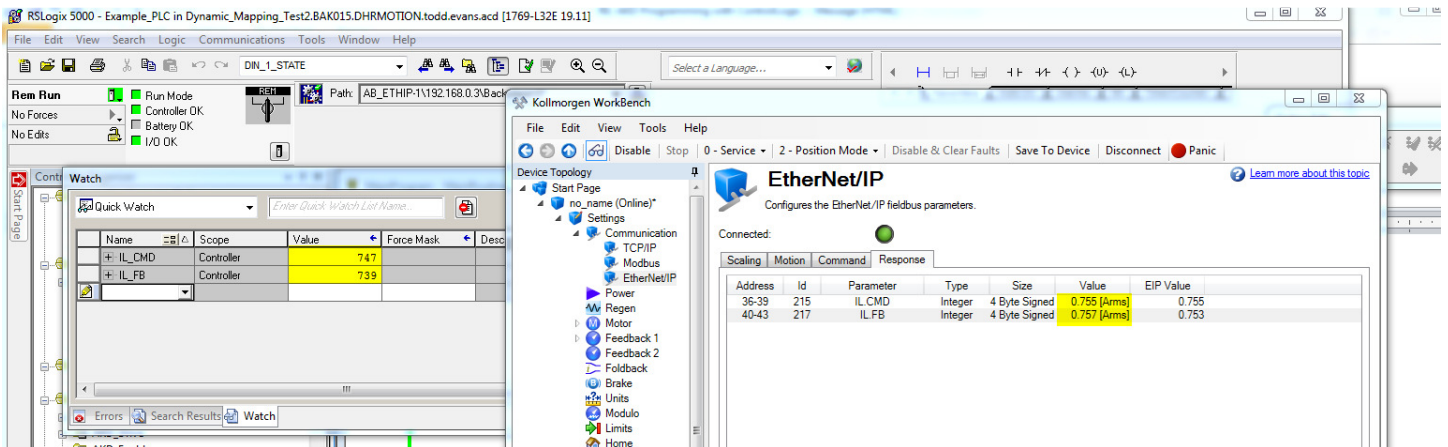 RSLogix 5000 - Example_PLC in Dynamic_Mapping_Test2.BAK015.DHRMOTION.todd.evans.acd [1769-L32E 19.11]
File Edit View Search Logic Communications Tools Window Help
DIN_1_STATE
Select a Language...
Rem Run
Run Mode
REM
Path: AB_ETHIP-1\192.168.0.3\Back
No Forces
Controller OK
Battery OK
No Edits
I/O OK
Start Page
Contr
Watch
Quick Watch
Enter Quick Watch List Name...
Name Scope Value Force Mask Desc
IL_CMD Controller 747
IL_FB Controller 739
Errors Search Results Watch
Kollmorgen WorkBench
File Edit View Tools Help
Disable Stop 0 - Service 2 - Position Mode Disable & Clear Faults Save To Device Disconnect Panic
Device Topology
Start Page
no_name (Online)*
Settings
Communication
TCP/IP
Modbus
EtherNet/IP
Power
Regen
Motor
Feedback 1
Feedback 2
Foldback
Brake
Units
Modulo
Limits
Home
EtherNet/IP
Learn more about this topic
Configures the EtherNet/IP fieldbus parameters.
Connected:
Scaling Motion Command Response
Address Id Parameter Type Size Value EIP Value
36-39 215 IL.CMD Integer 4 Byte Signed 0.755 [Arms] 0.755
40-43 217 IL.FB Integer 4 Byte Signed 0.757 [Arms] 0.753